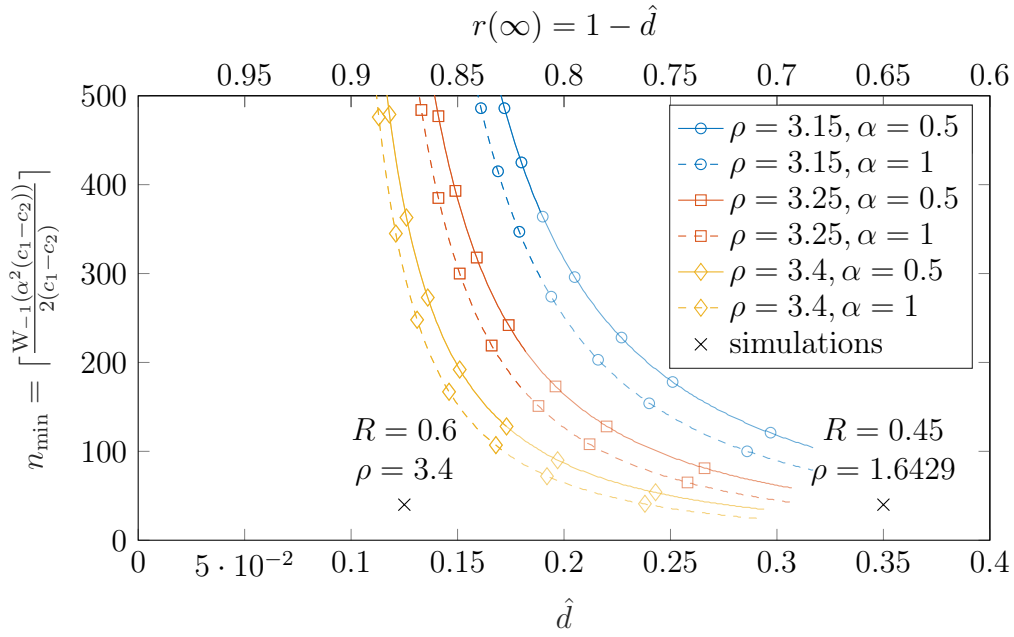 r(∞) = 1 − d̂
0.95 0.9 0.85 0.8 0.75 0.7 0.65 0.6
500
400
300
200
100
0
n_min = ⌈W₋₁(α²(c₁−c₂)) / 2(c₁−c₂)⌉
ρ = 3.15, α = 0.5
ρ = 3.15, α = 1
ρ = 3.25, α = 0.5
ρ = 3.25, α = 1
ρ = 3.4, α = 0.5
ρ = 3.4, α = 1
simulations
R = 0.6
ρ = 3.4
R = 0.45
ρ = 1.6429
0 5 · 10⁻² 0.1 0.15 0.2 0.25 0.3 0.35 0.4
d̂